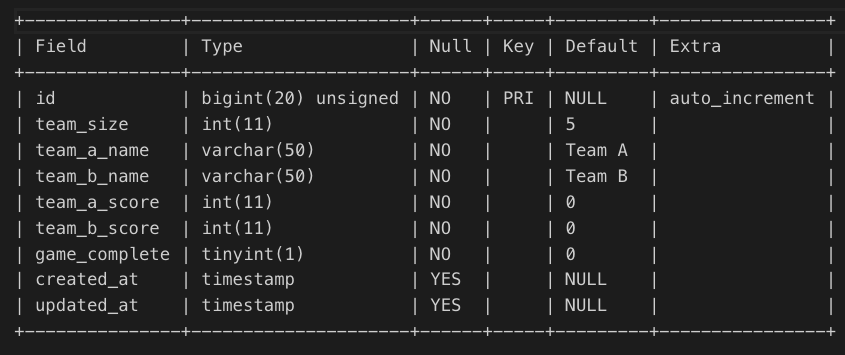 +---------------+---------------------+------+-----+---------+----------------+
| Field         | Type                | Null | Key | Default | Extra          |
+---------------+---------------------+------+-----+---------+----------------+
| id            | bigint(20) unsigned | NO   | PRI | NULL    | auto_increment |
| team_size     | int(11)             | NO   |     | 5       |                |
| team_a_name   | varchar(50)         | NO   |     | Team A  |                |
| team_b_name   | varchar(50)         | NO   |     | Team B  |                |
| team_a_score  | int(11)             | NO   |     | 0       |                |
| team_b_score  | int(11)             | NO   |     | 0       |                |
| game_complete | tinyint(1)          | NO   |     | 0       |                |
| created_at    | timestamp           | YES  |     | NULL    |                |
| updated_at    | timestamp           | YES  |     | NULL    |                |
+---------------+---------------------+------+-----+---------+----------------+